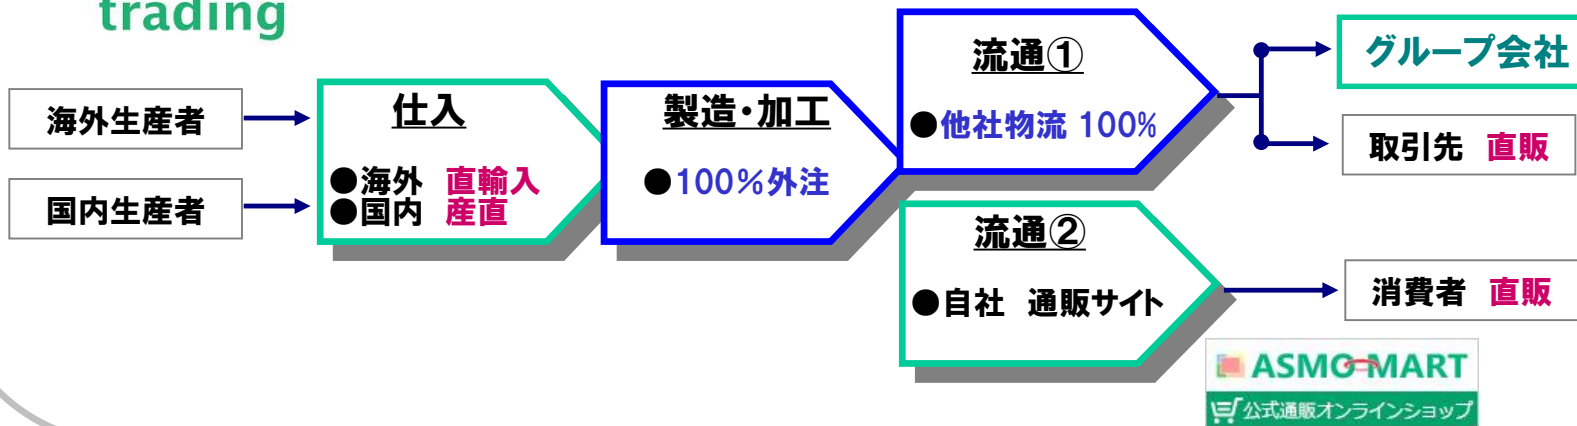 trading
海外生産者
国内生産者
仕入
●海外 直輸入
●国内 産直
製造・加工
●100%外注
流通①
●他社物流 100%
流通②
●自社 通販サイト
グループ会社
取引先 直販
消費者 直販
ASMO MART
公式通販オンラインショップ